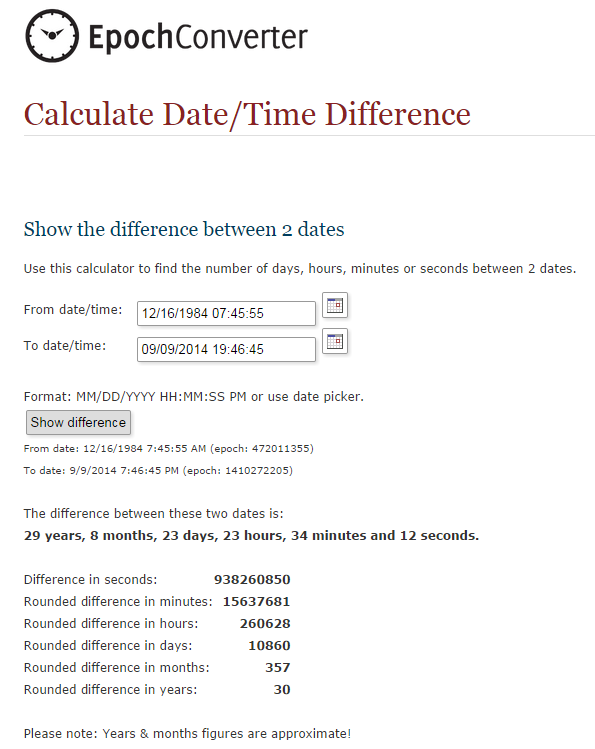 EpochConverter
Calculate Date/Time Difference
Show the difference between 2 dates
Use this calculator to find the number of days, hours, minutes or seconds between 2 dates.
From date/time: 12/16/1984 07:45:55
To date/time: 09/09/2014 19:46:45
Format: MM/DD/YYYY HH:MM:SS PM or use date picker.
Show difference
From date: 12/16/1984 7:45:55 AM (epoch: 472011355)
To date: 9/9/2014 7:46:45 PM (epoch: 1410272205)
The difference between these two dates is:
29 years, 8 months, 23 days, 23 hours, 34 minutes and 12 seconds.
Difference in seconds: 938260850
Rounded difference in minutes: 15637681
Rounded difference in hours: 260628
Rounded difference in days: 10860
Rounded difference in months: 357
Rounded difference in years: 30
Please note: Years & months figures are approximate!